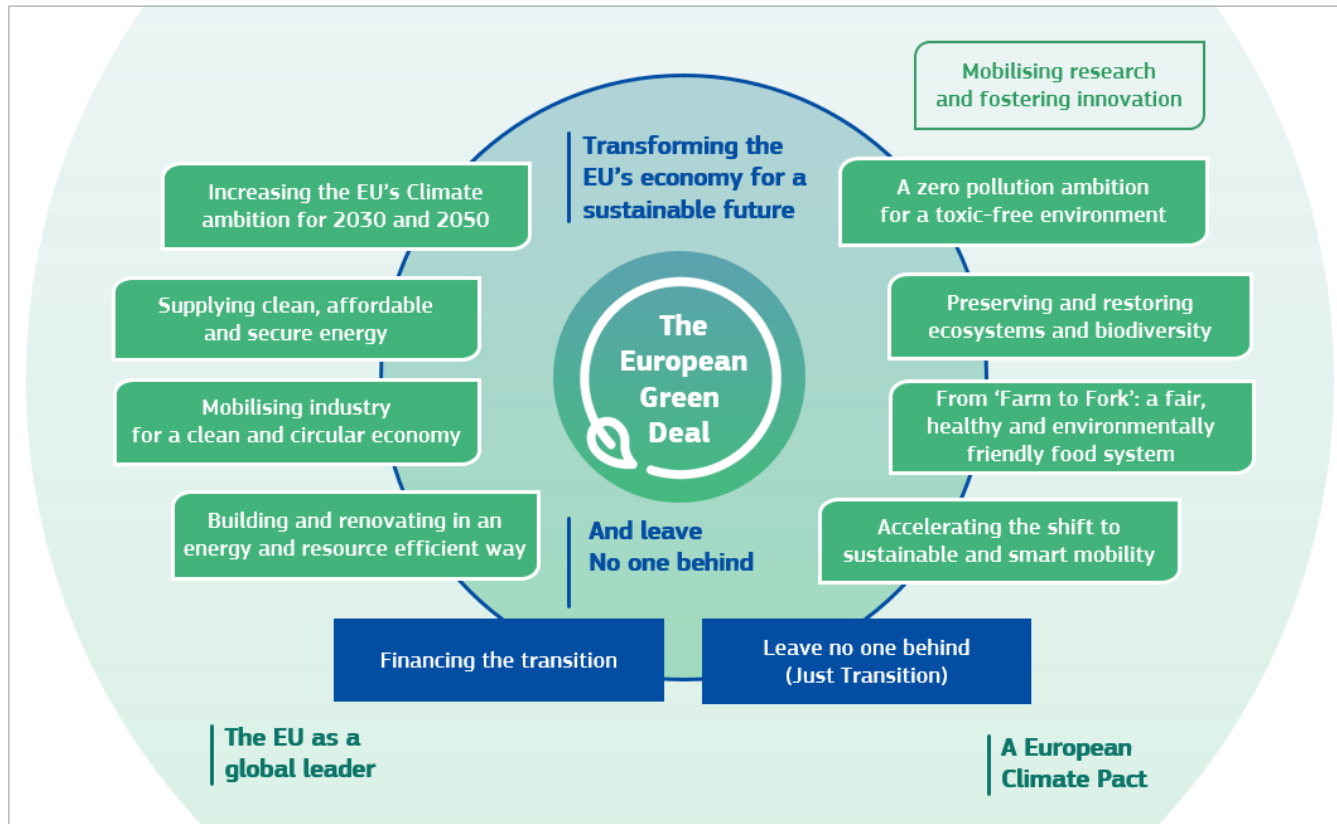 Mobilising research
and fostering innovation
Transforming the
EU's economy for a
sustainable future
Increasing the EU's Climate
ambition for 2030 and 2050
A zero pollution ambition
for a toxic-free environment
Supplying clean, affordable
and secure energy
Preserving and restoring
ecosystems and biodiversity
The
European
Green
Deal
Mobilising industry
for a clean and circular economy
From ‘Farm to Fork’: a fair,
healthy and environmentally
friendly food system
Building and renovating in an
energy and resource efficient way
And leave
No one behind
Accelerating the shift to
sustainable and smart mobility
Financing the transition
Leave no one behind
(Just Transition)
The EU as a
global leader
A European
Climate Pact